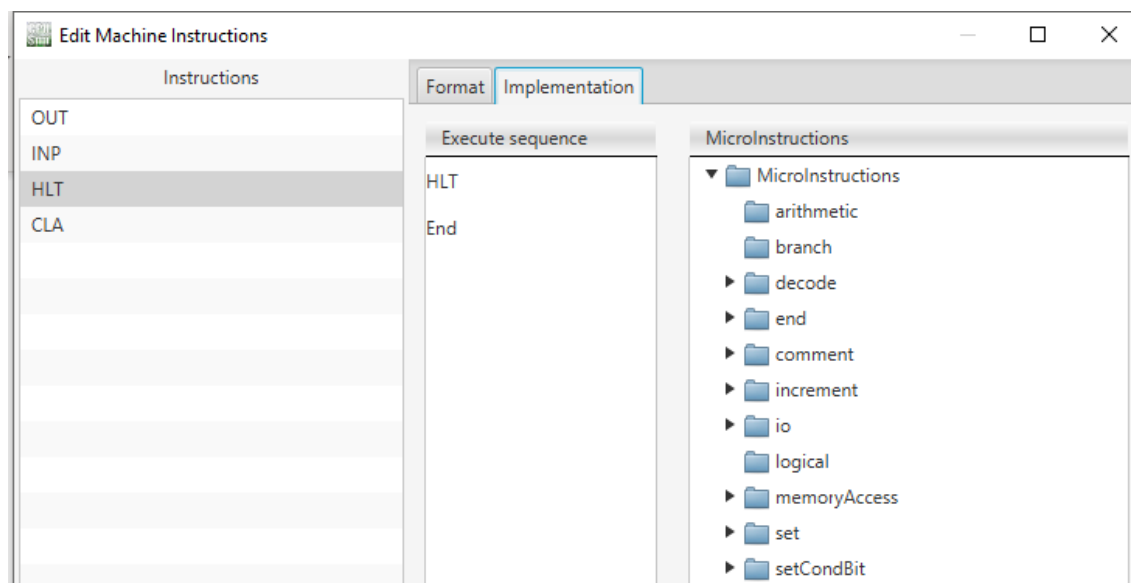 Edit Machine Instructions
Instructions
OUT
INP
HLT
CLA
Format
Implementation
Execute sequence
HLT
End
MicroInstructions
MicroInstructions
arithmetic
branch
decode
end
comment
increment
io
logical
memoryAccess
set
setCondBit